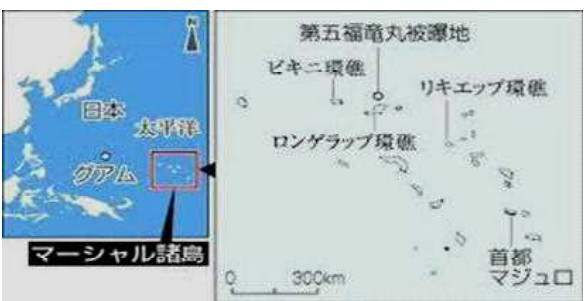 N
日本
太平洋
グアム
マーシャル諸島
第五福竜丸被曝地
ビキニ環礁
リキエップ環礁
ロンゲラップ環礁
首都
マジュロ
0 300km